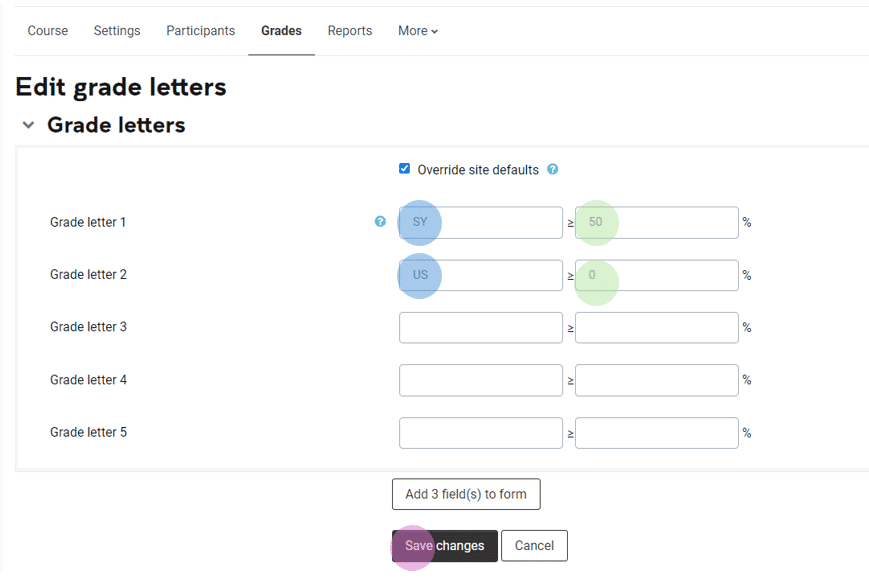 Course Settings Participants Grades Reports More
Edit grade letters
Grade letters
Override site defaults ?
Grade letter 1 ? SY ≥ 50 %
Grade letter 2 US ≥ 0 %
Grade letter 3 ≥ %
Grade letter 4 ≥ %
Grade letter 5 ≥ %
Add 3 field(s) to form
Save changes Cancel